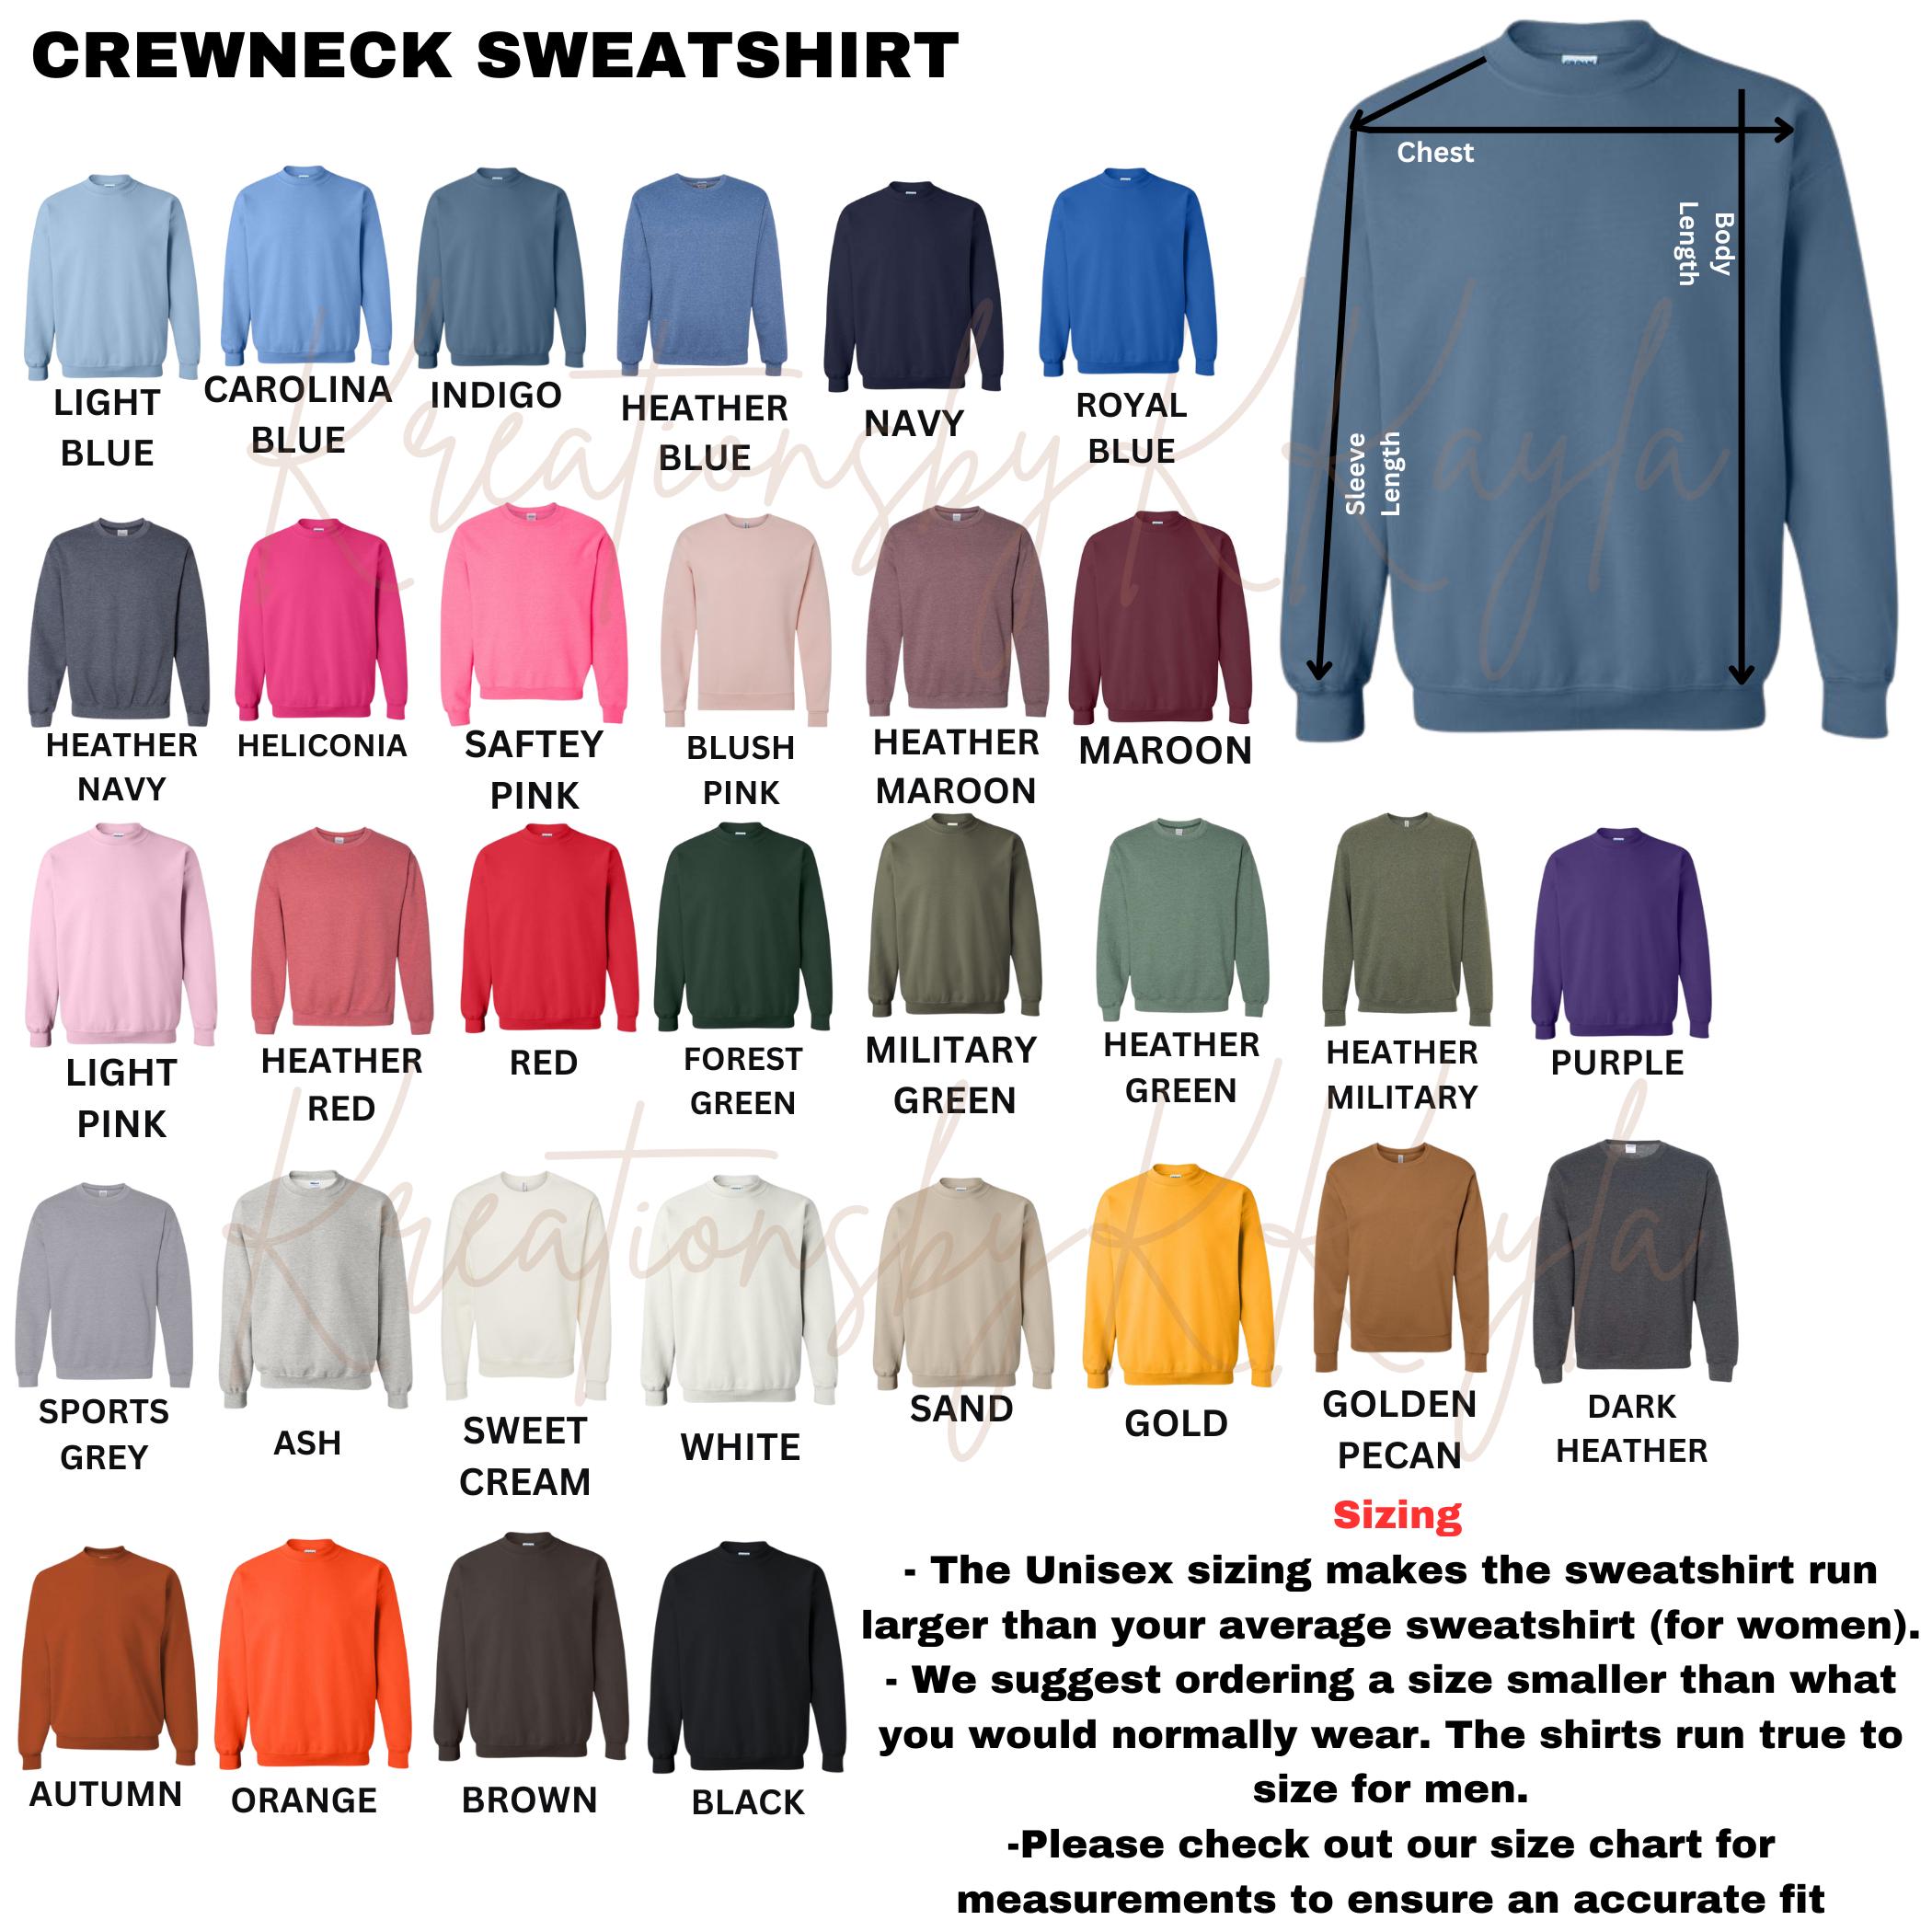 CREWNECK SWEATSHIRT
Chest
Body
Length
Sleeve
Length
LIGHT
BLUE
CAROLINA
BLUE
INDIGO
HEATHER
BLUE
NAVY
ROYAL
BLUE
KreationsbyKKayla
HEATHER
NAVY
HELICONIA
SAFTEY
PINK
BLUSH
PINK
HEATHER
MAROON
MAROON
LIGHT
PINK
HEATHER
RED
RED
FOREST
GREEN
MILITARY
GREEN
HEATHER
GREEN
HEATHER
MILITARY
PURPLE
KreationsbyKKayla
SPORTS
GREY
ASH
SWEET
CREAM
WHITE
SAND
GOLD
GOLDEN
PECAN
DARK
HEATHER
AUTUMN
ORANGE
BROWN
BLACK
Sizing
- The Unisex sizing makes the sweatshirt run
larger than your average sweatshirt (for women).
- We suggest ordering a size smaller than what
you would normally wear. The shirts run true to
size for men.
-Please check out our size chart for
measurements to ensure an accurate fit